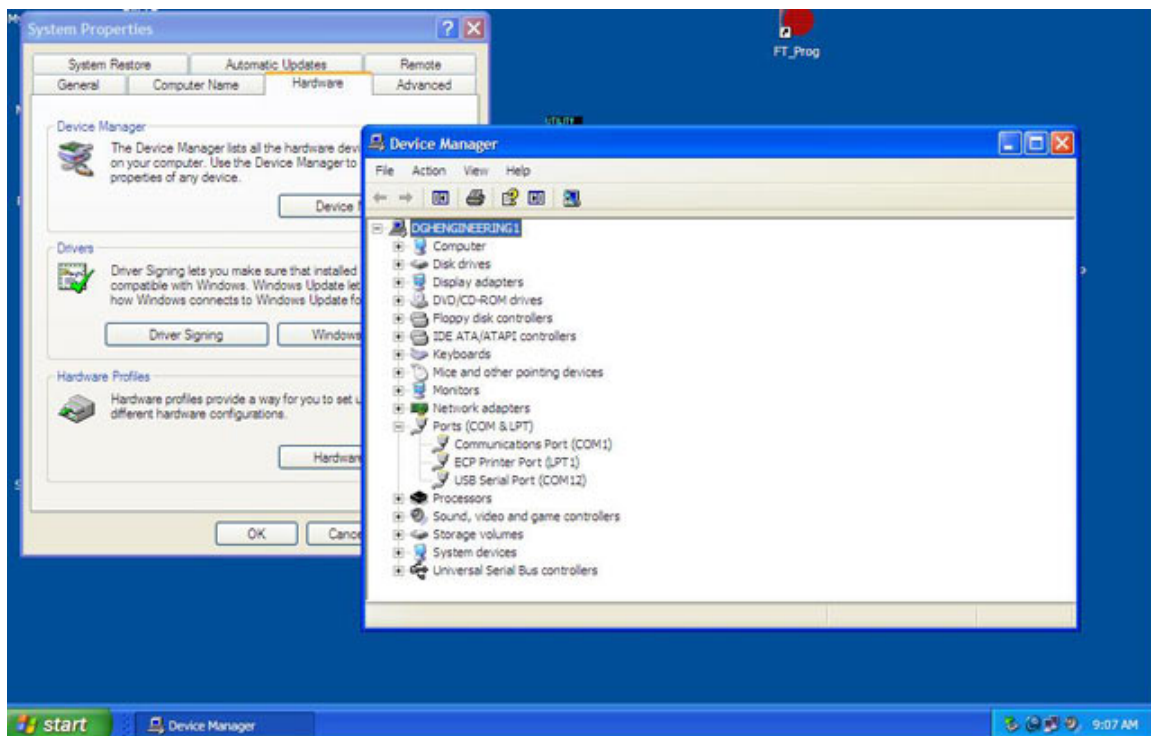 System Properties
System Restore
Automatic Updates
Remote
General
Computer Name
Hardware
Advanced
Device Manager
The Device Manager lists all the hardware devi
on your computer. Use the Device Manager to
properties of any device.
Device
Drivers
Driver Signing lets you make sure that installed
compatible with Windows. Windows Update let
how Windows connects to Windows Update fo
Driver Signing
Windows
Hardware Profiles
Hardware profiles provide a way for you to set u
different hardware configurations.
Hardware
OK
Cance
FT_Prog
UTILITY
Device Manager
File Action View Help
DGHENGINEERING1
Computer
Disk drives
Display adapters
DVD/CD-ROM drives
Floppy disk controllers
IDE ATA/ATAPI controllers
Keyboards
Mice and other pointing devices
Monitors
Network adapters
Ports (COM & LPT)
Communications Port (COM1)
ECP Printer Port (LPT1)
USB Serial Port (COM12)
Processors
Sound, video and game controllers
Storage volumes
System devices
Universal Serial Bus controllers
start
Device Manager
9:07 AM